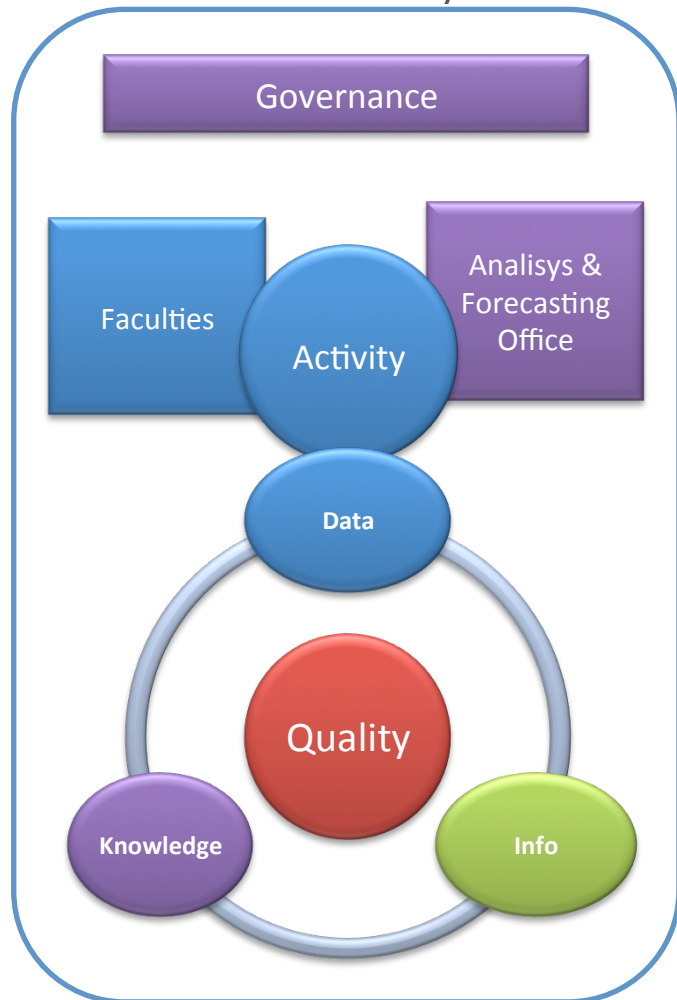 Governance
Faculties
Activity
Analisys &
Forecasting
Office
Data
Quality
Knowledge
Info